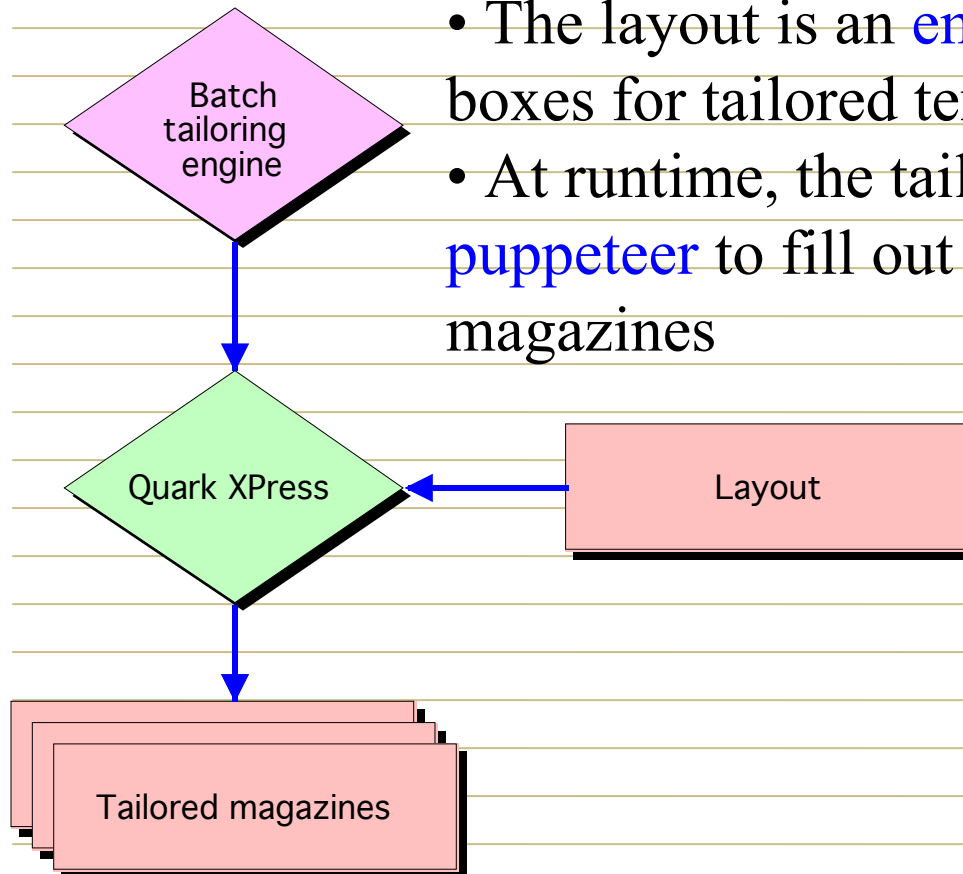 • The layout is an
boxes for tailored
• At runtime, the
puppeteer to fill out
magazines
Batch
tailoring
engine
Quark XPress
Layout
Tailored magazines